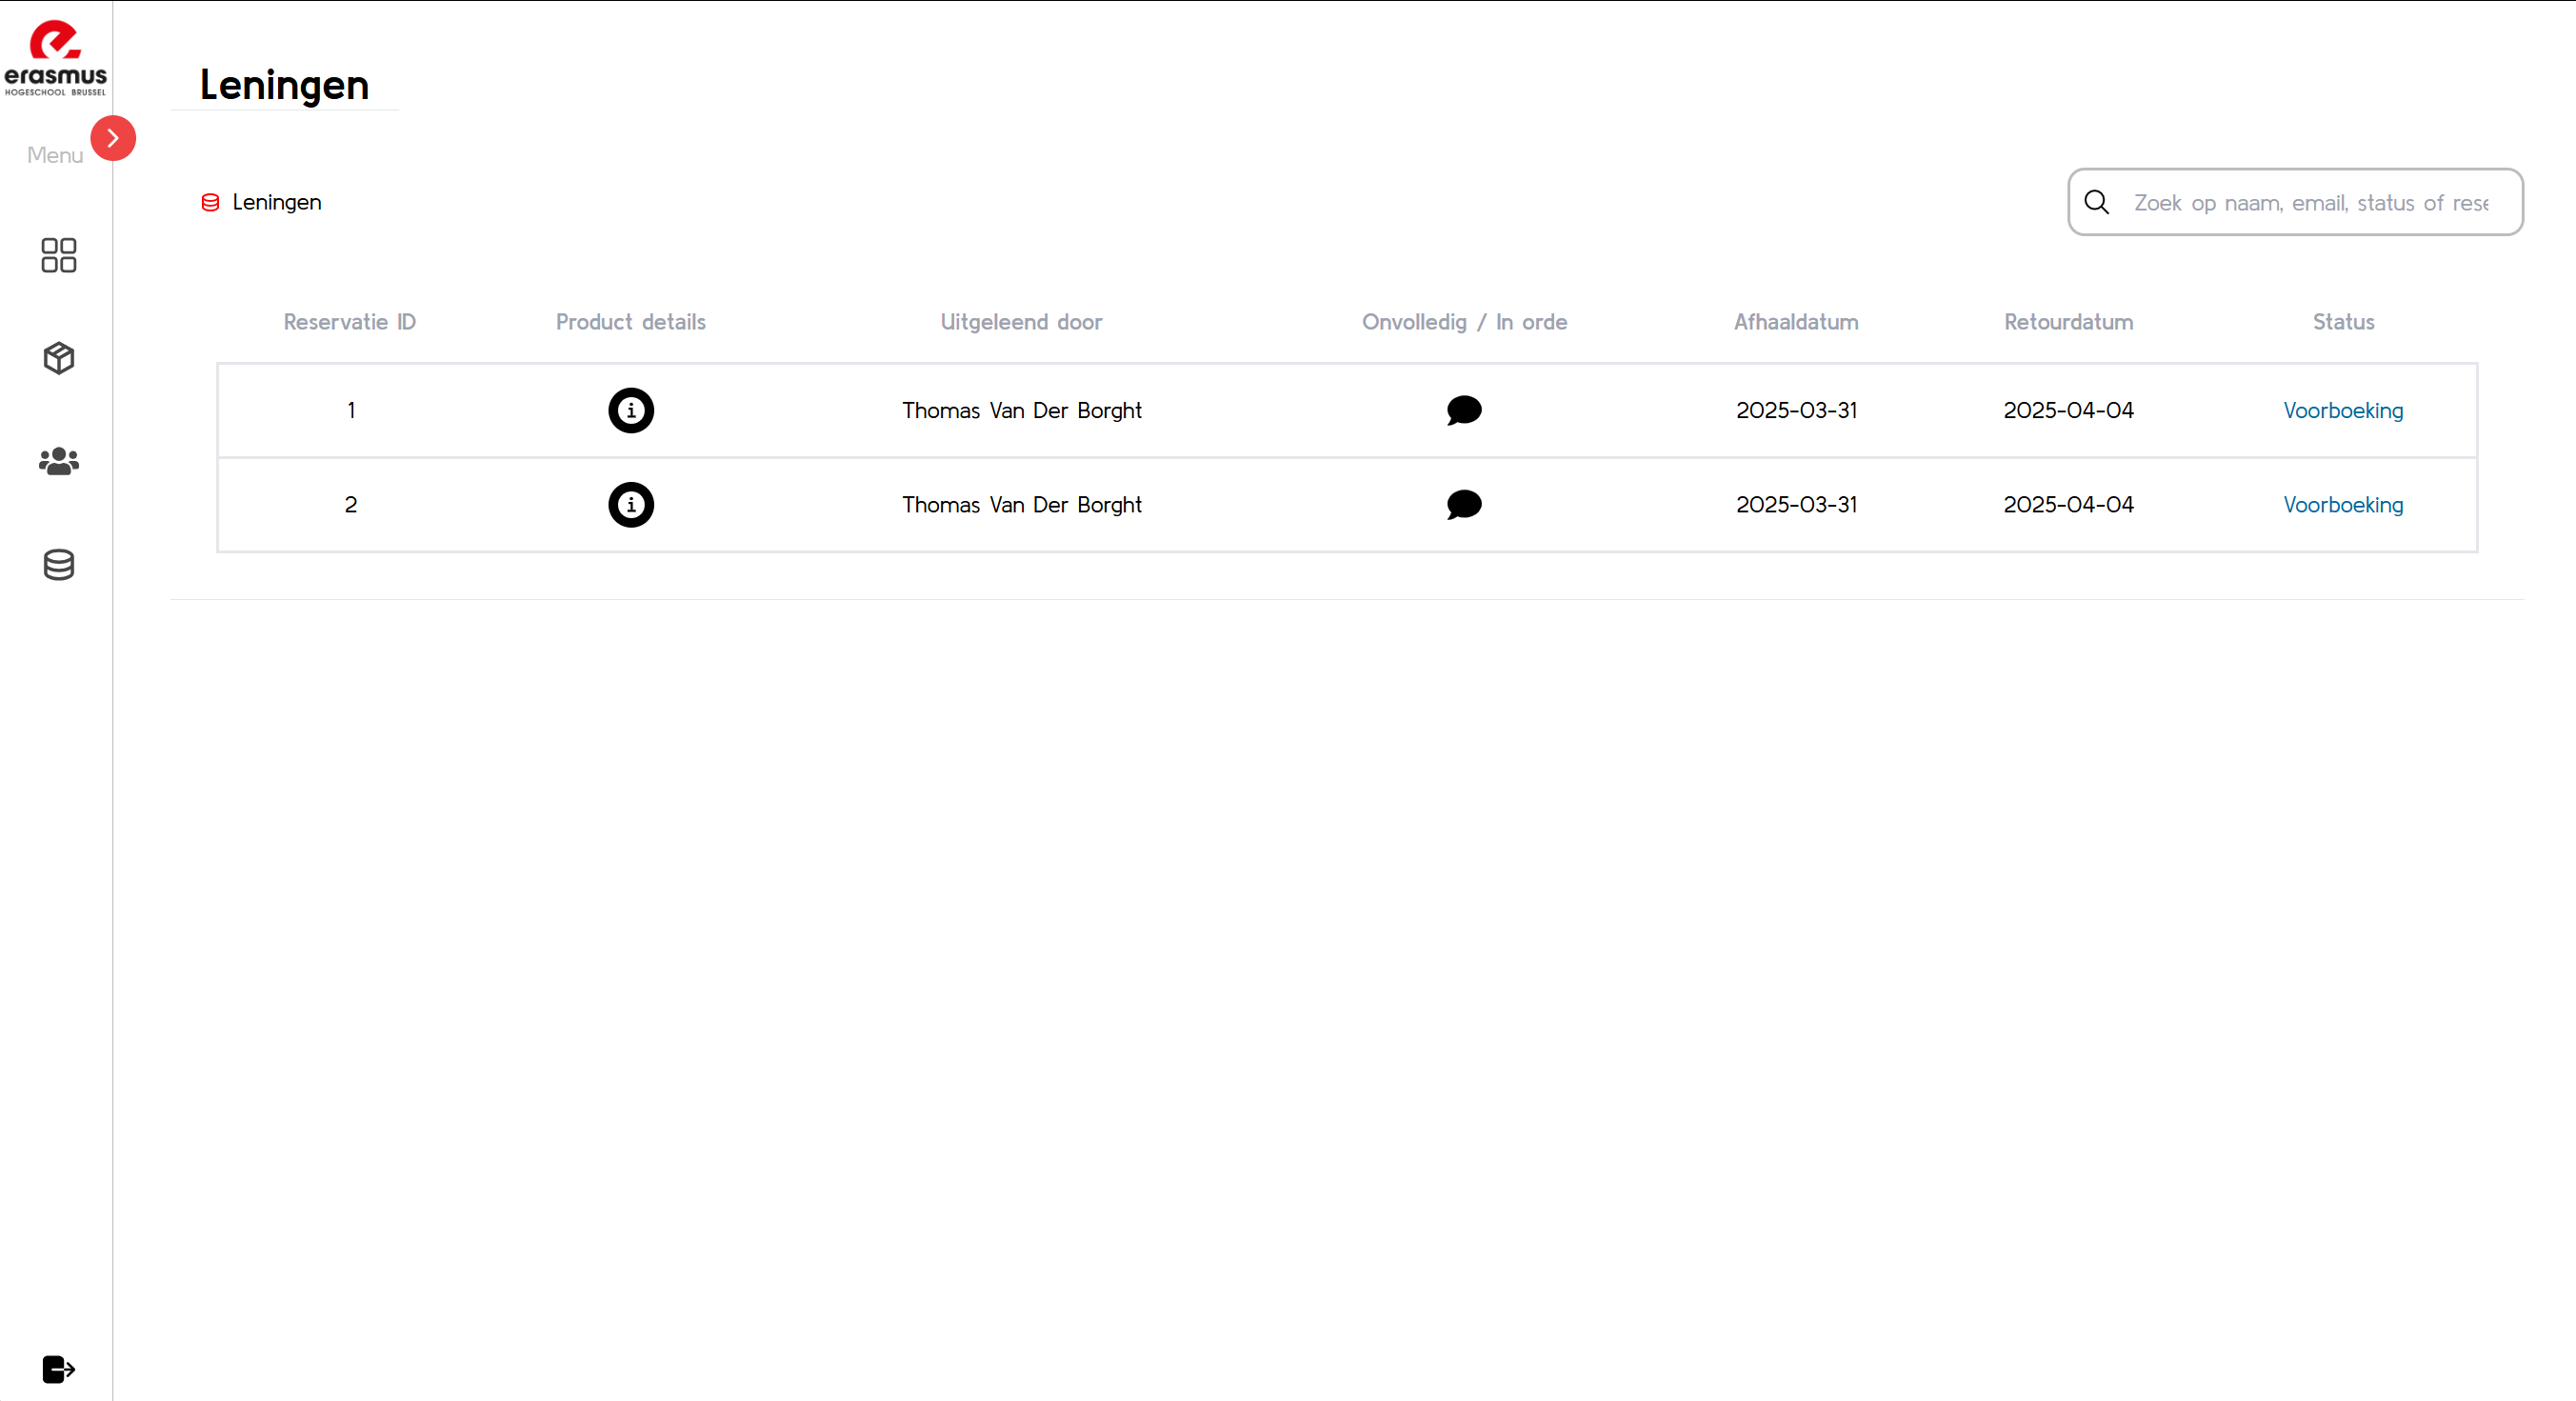 erasmus
HOGESCHOOL BRUSSEL
Menu
Leningen
Leningen
Zoek op naam, email, status of rese
Reservatie ID Product details Uitgeleend door Onvolledig / In orde Afhaaldatum Retourdatum Status
1 Thomas Van Der Borght 2025-03-31 2025-04-04 Voorboeking
2 Thomas Van Der Borght 2025-03-31 2025-04-04 Voorboeking